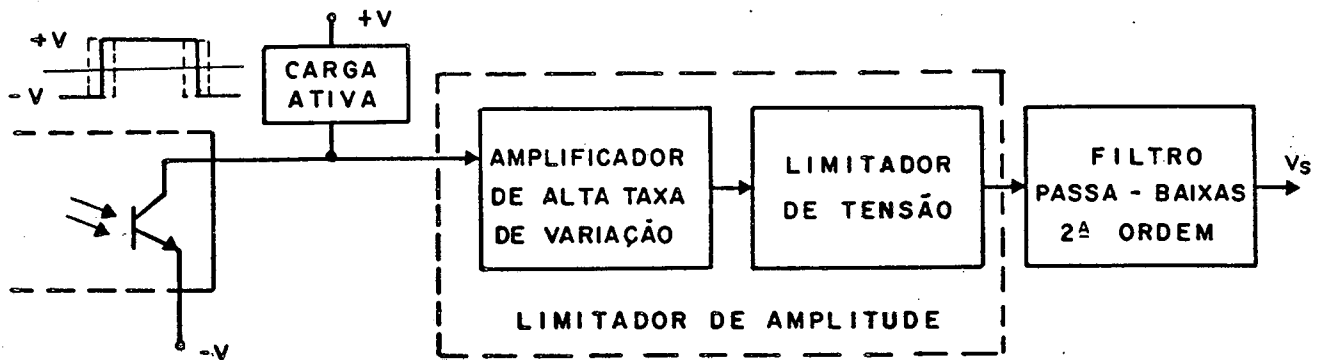 +V
-V
+V
CARGA
ATIVA
AMPLIFICADOR
DE ALTA TAXA
DE VARIAÇÃO
LIMITADOR
DE TENSÃO
FILTRO
PASSA - BAIXAS
2ª ORDEM
VS
LIMITADOR DE AMPLITUDE
-V